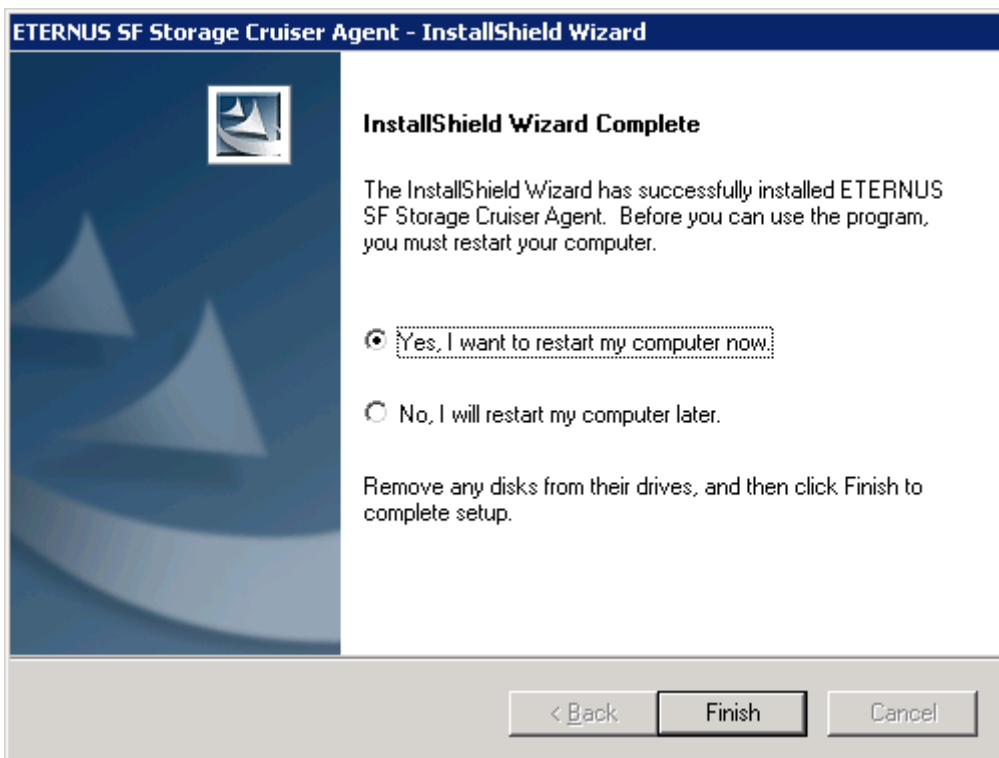 ETERNUS SF Storage Cruiser Agent - InstallShield Wizard
InstallShield Wizard Complete
The InstallShield Wizard has successfully installed ETERNUS
SF Storage Cruiser Agent.  Before you can use the program,
you must restart your computer.
Yes, I want to restart my computer now.
No, I will restart my computer later.
Remove any disks from their drives, and then click Finish to
complete setup.
< Back
Finish
Cancel